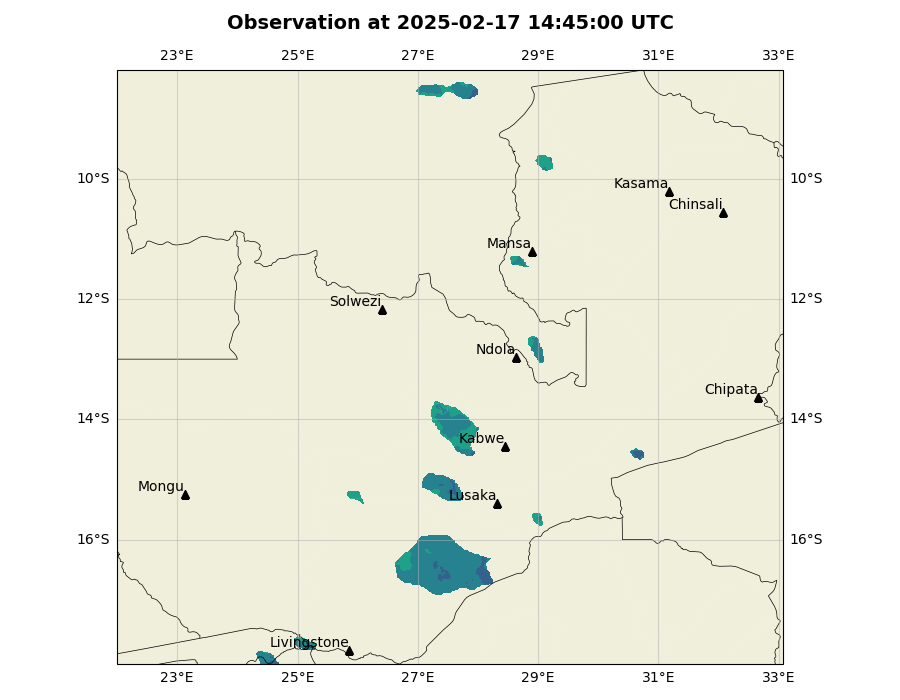 Observation at 2025-02-17 14:45:00 UTC
23°E 25°E 27°E 29°E 31°E 33°E
10°S 10°S
Kasama
Chinsali
Mansa
12°S 12°S
Solwezi
Ndola
Chipata
14°S 14°S
Kabwe
Mongu
Lusaka
16°S 16°S
Livingstone
23°E 25°E 27°E 29°E 31°E 33°E